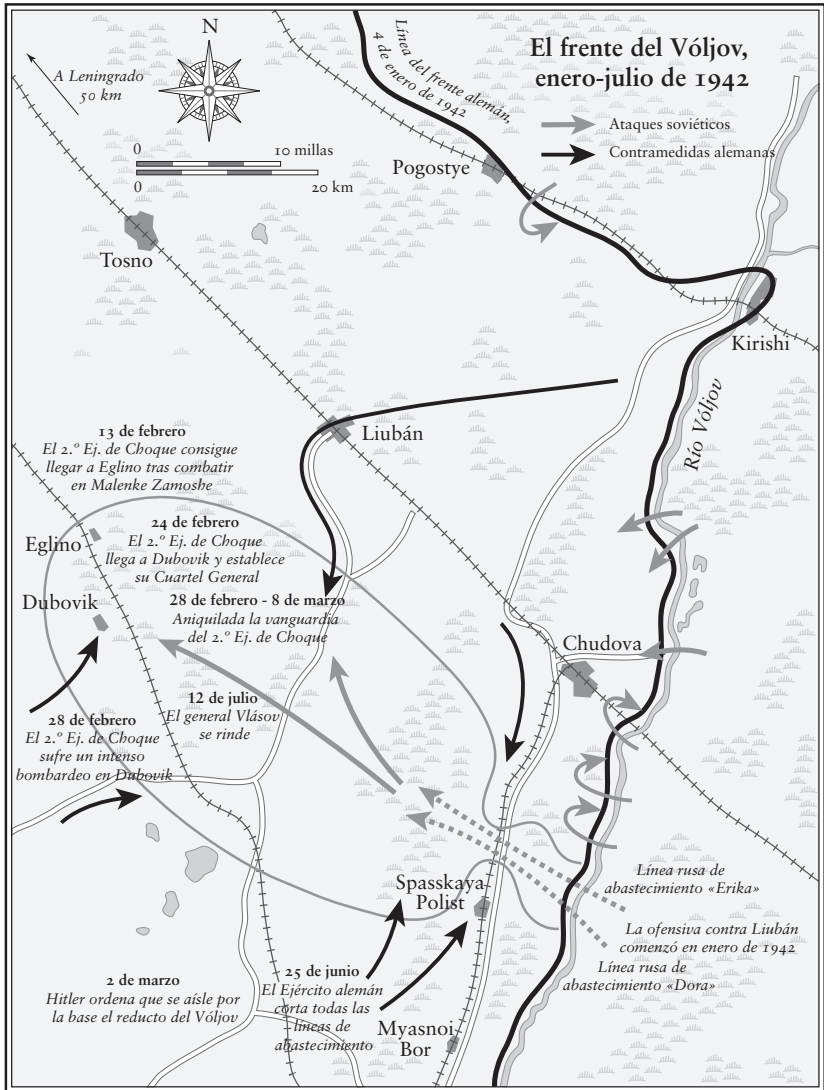 El frente del Vóljov,
enero-julio de 1942
Ataques soviéticos
Contramedidas alemanas
N
A Leningrado
50 km
0
10 millas
0
20 km
Línea del frente alemán,
4 de enero de 1942
Pogostye
Tosno
Kirishi
Río Vóljov
Liubán
13 de febrero
El 2.º Ej. de Choque consigue
llegar a Eglino tras combatir
en Malenke Zamoshe
24 de febrero
El 2.º Ej. de Choque
llega a Dubovik y establece
su Cuartel General
Eglino
Dubovik
28 de febrero - 8 de marzo
Aniquilada la vanguardia
del 2.º Ej. de Choque
Chudova
12 de julio
El general Vlásov
se rinde
28 de febrero
El 2.º Ej. de Choque
sufre un intenso
bombardeo en Dubovik
Spasskaya
Polist
Línea rusa de
abastecimiento «Erika»
La ofensiva contra Liubán
comenzó en enero de 1942
Línea rusa de
abastecimiento «Dora»
2 de marzo
Hitler ordena que se aísle por
la base el reducto del Vóljov
25 de junio
El Ejército alemán
corta todas las
líneas de
abastecimiento
Myasnoi
Bor